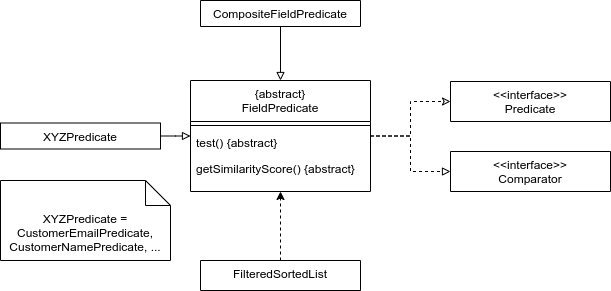 CompositeFieldPredicate
{abstract}
FieldPredicate
test() {abstract}
getSimilarityScore() {abstract}
<<interface>>
Predicate
<<interface>>
Comparator
XYZPredicate
XYZPredicate =
CustomerEmailPredicate,
CustomerNamePredicate, ...
FilteredSortedList